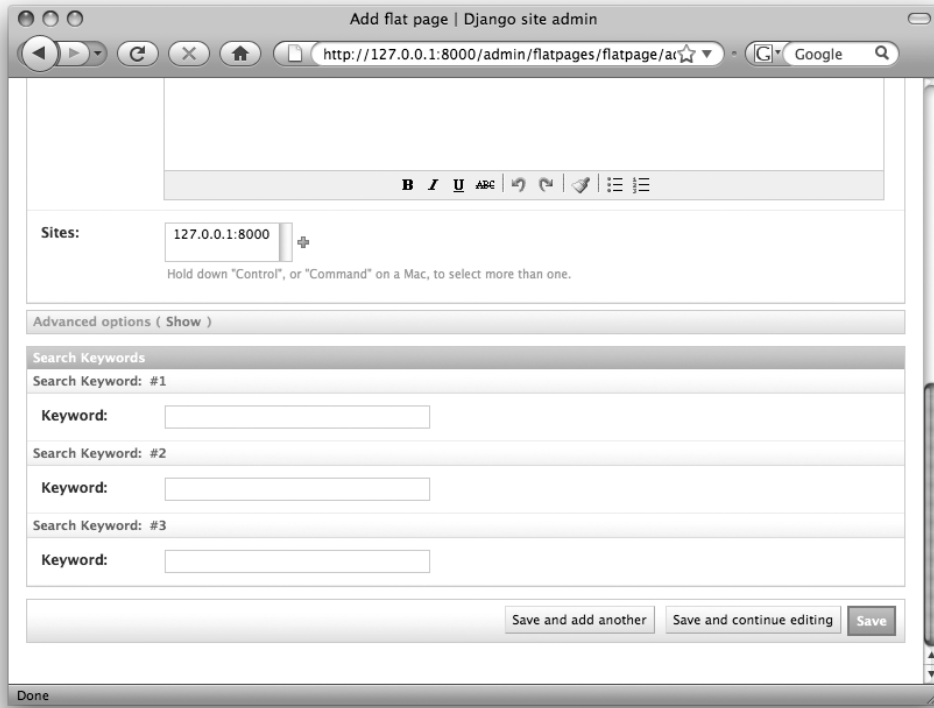 Add flat page | Django site admin
http://127.0.0.1:8000/admin/flatpages/flatpage/a
G Google
B I U ABC
Sites:
127.0.0.1:8000
Hold down "Control", or "Command" on a Mac, to select more than one.
Advanced options ( Show )
Search Keywords
Search Keyword: #1
Keyword:
Search Keyword: #2
Keyword:
Search Keyword: #3
Keyword:
Save and add another Save and continue editing Save
Done